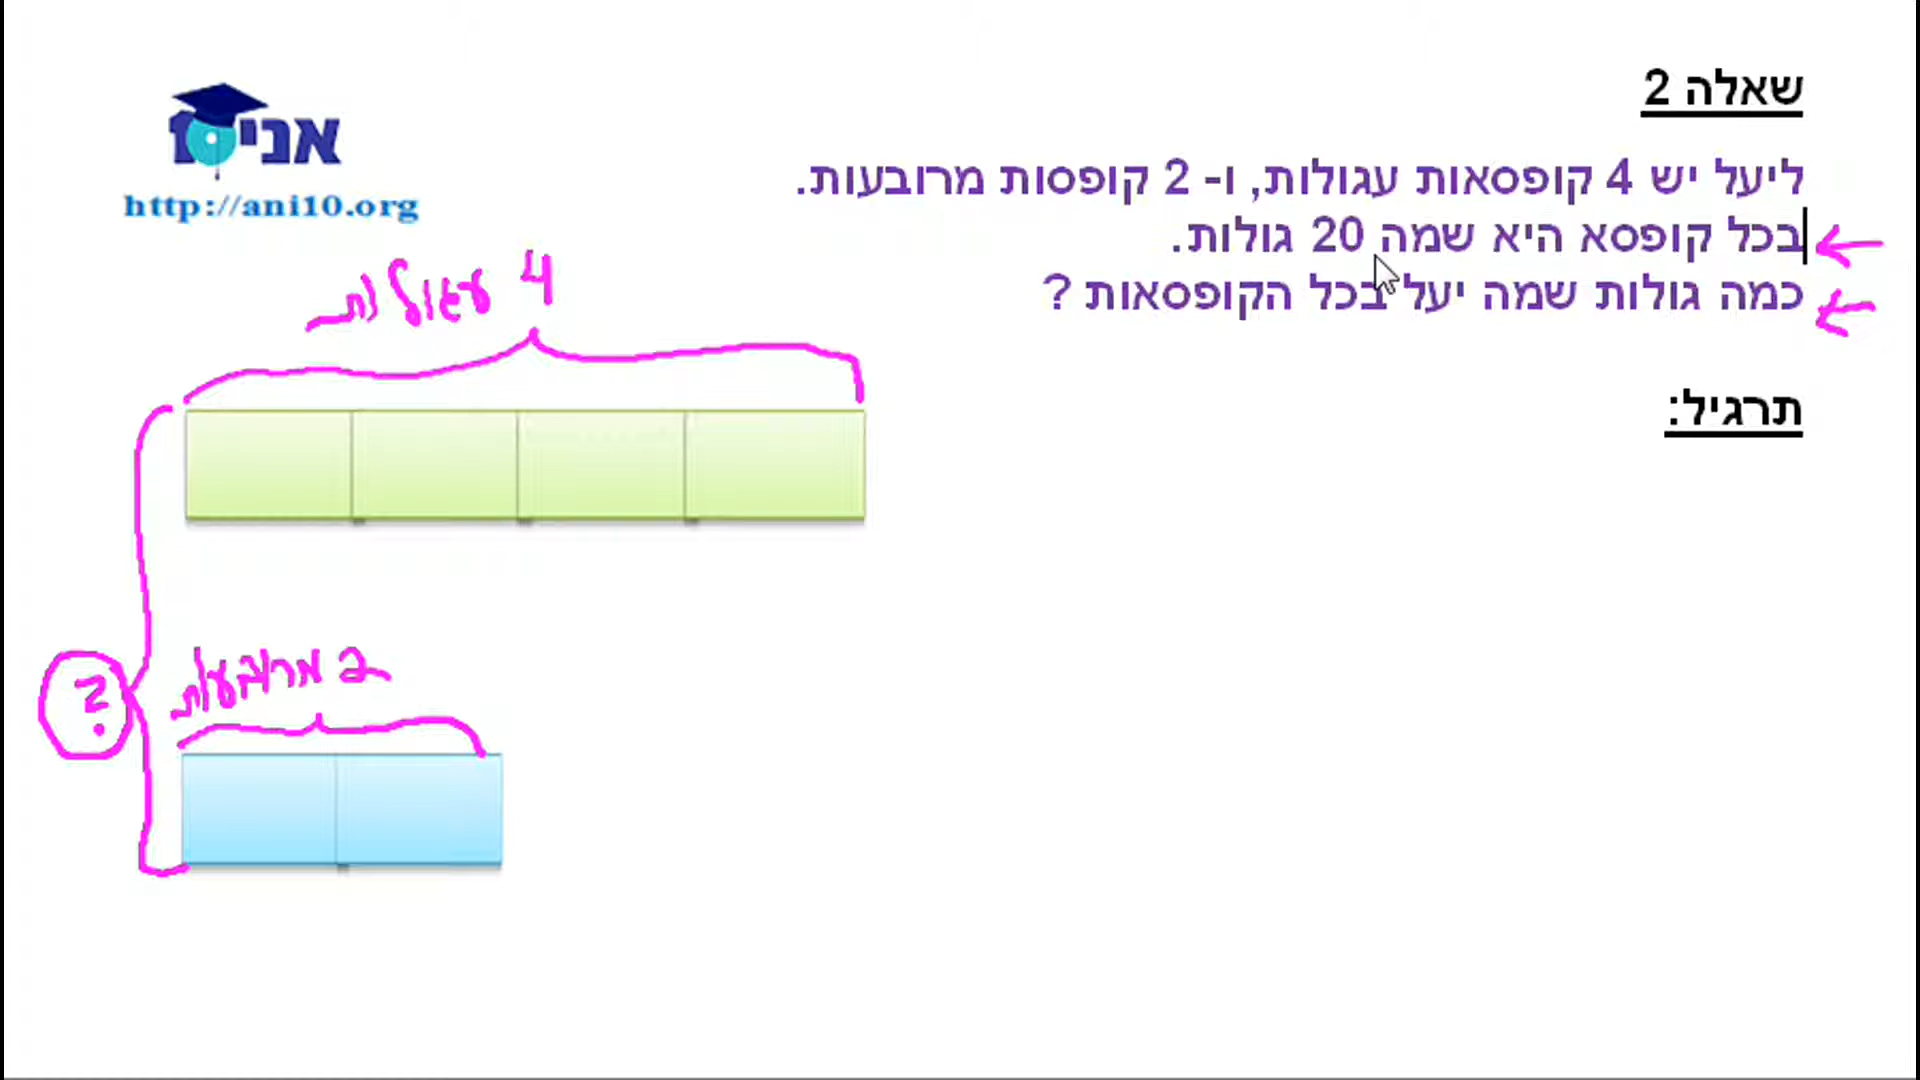 שאלה 2
אני10
http://ani10.org
ליעל יש 4 קופסאות עגולות, ו- 2 קופסות מרובעות.
בכל קופסא היא שמה 20 גולות.
כמה גולות שמה יעל בכל הקופסאות ?
4 עגולות
תרגיל:
2 מרובעות
?